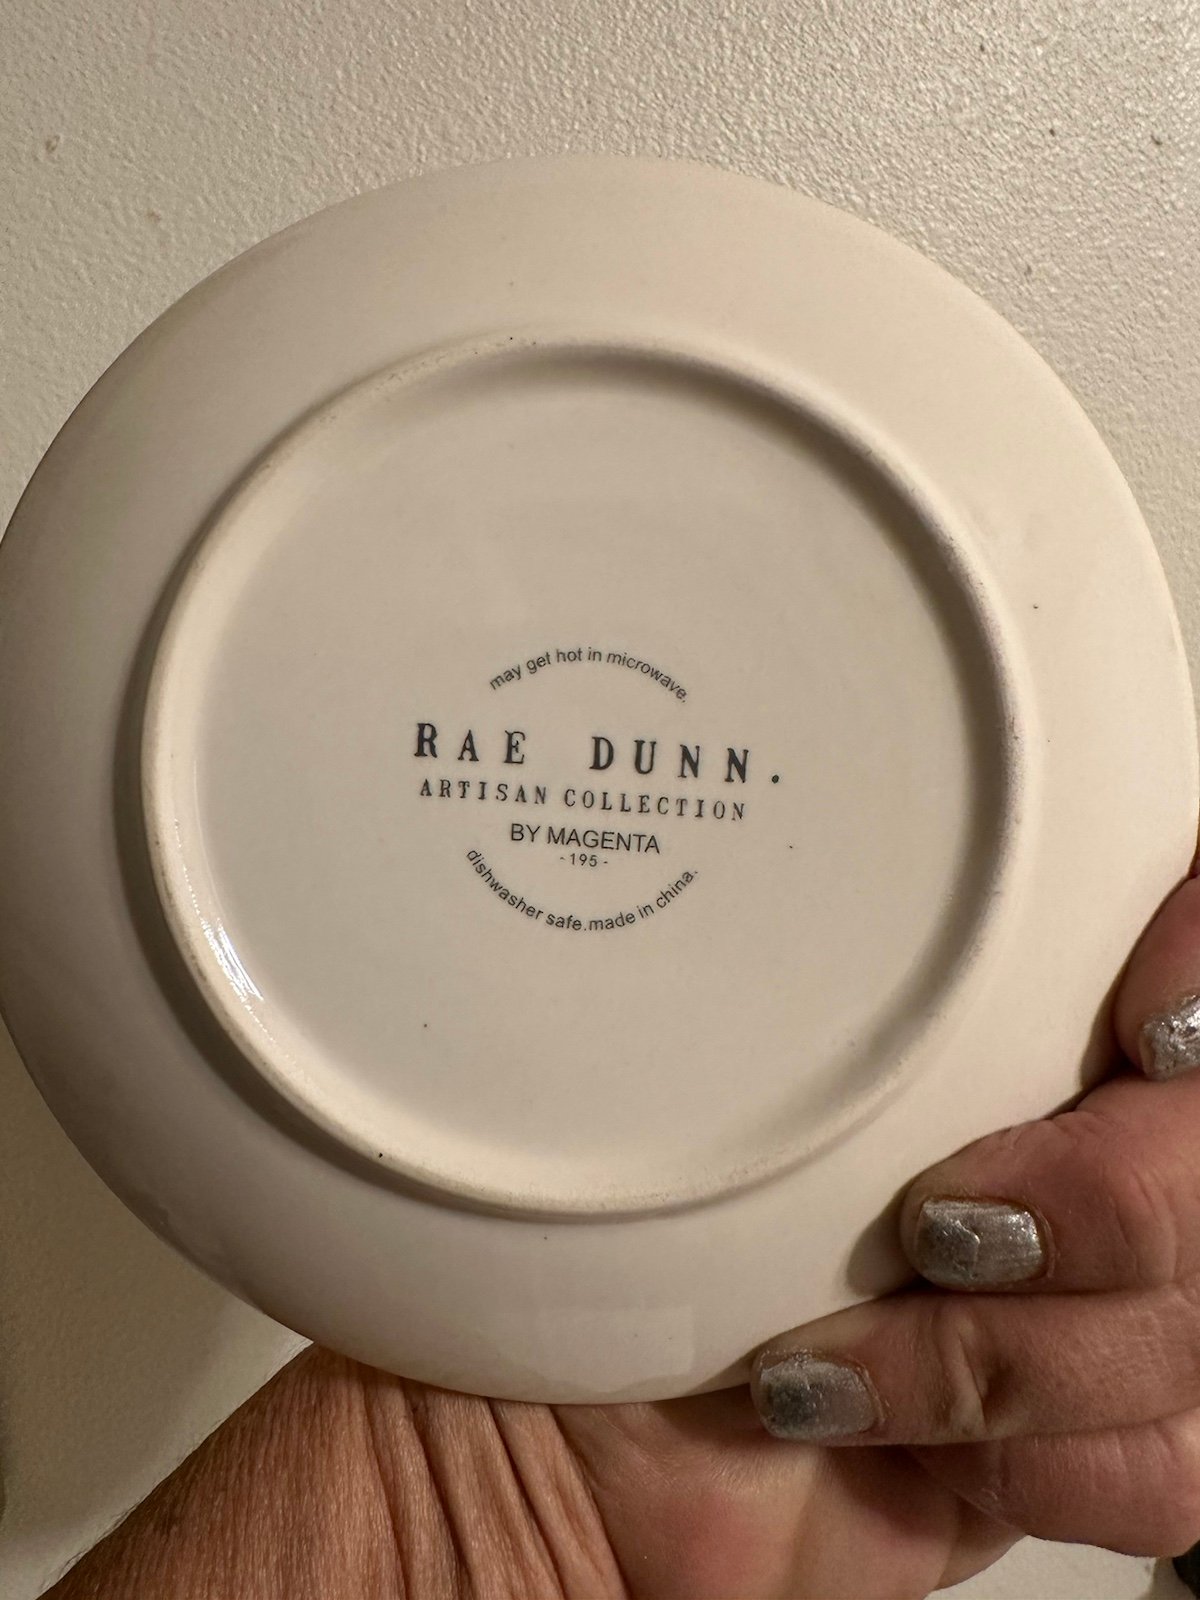 may get hot in microwave.
RAE DUNN.
ARTISAN COLLECTION
BY MAGENTA
- 195 -
dishwasher safe.made in china.